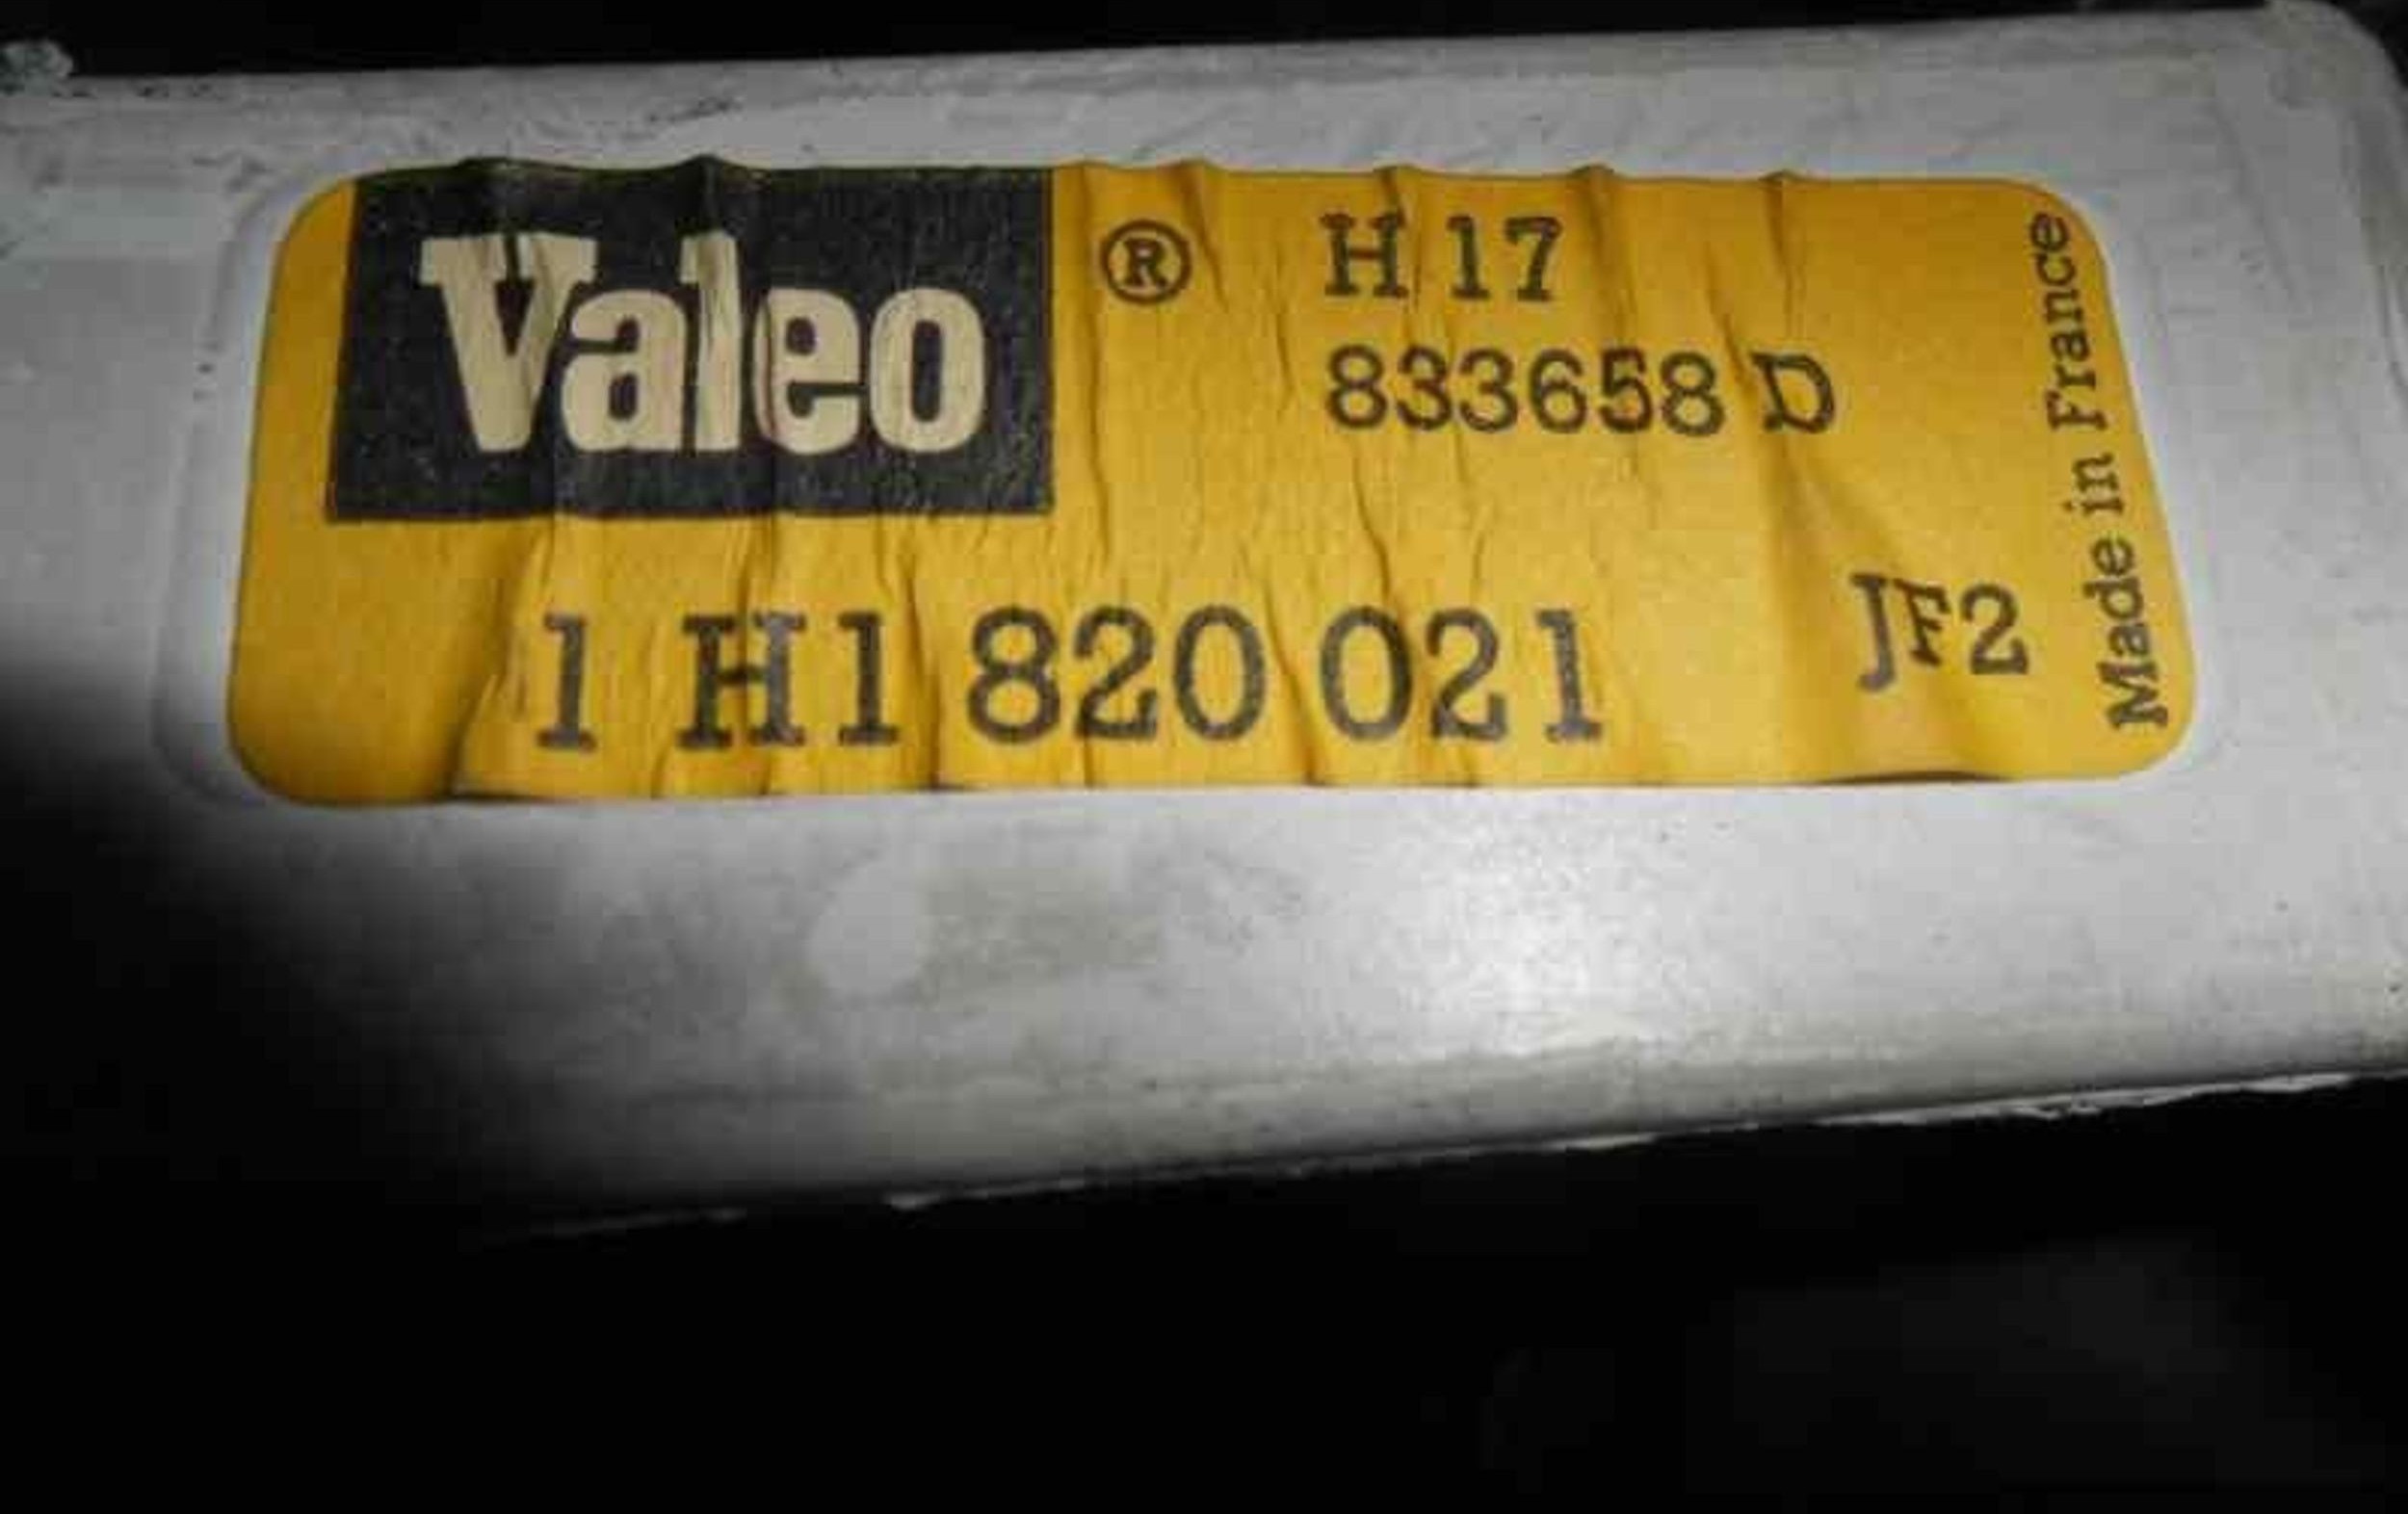 Valeo ® H 17
833658 D
1 H1 820 021 JF2
Made in France